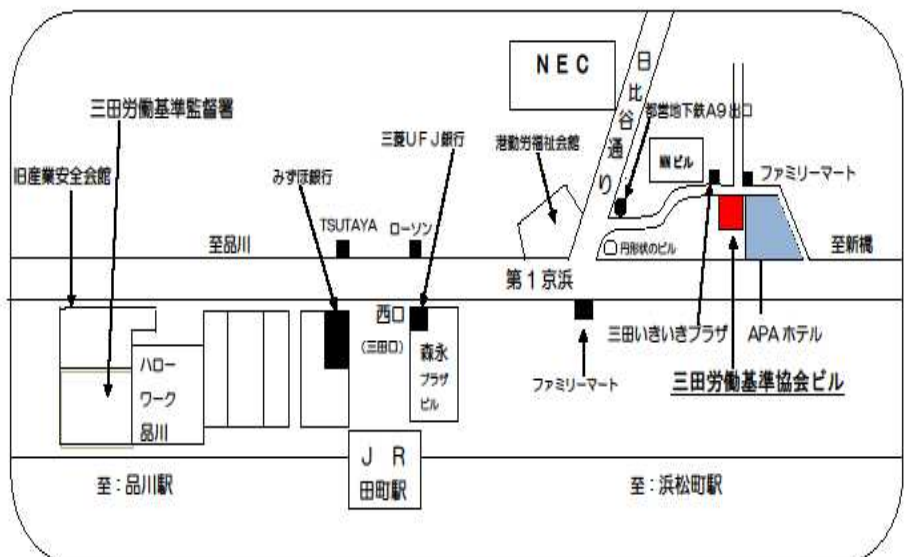 NEC
日比谷通り
三田労働基準監督署
都営地下鉄A9出口
三菱UFJ銀行
港勤労福祉会館
NNビル
旧産業安全会館
みずほ銀行
ファミリーマート
TSUTAYA
ローソン
至品川
円形状のビル
至新橋
第1京浜
西口
(三田口)
三田いきいきプラザ
APAホテル
森永
プラザ
ビル
ハロー
ワーク
品川
ファミリーマート
三田労働基準協会ビル
JR
田町駅
至:品川駅
至:浜松町駅